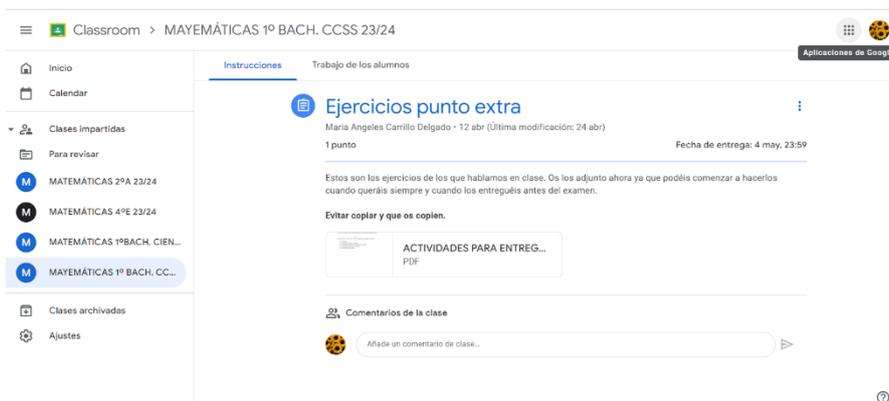 Classroom > MAYEMÁTICAS 1º BACH. CCSS 23/24
Aplicaciones de Googl
Inicio
Calendar
Clases impartidas
Para revisar
M MATEMÁTICAS 2ºA 23/24
M MATEMÁTICAS 4ºE 23/24
M MATEMÁTICAS 1ºBACH. CIEN...
M MAYEMÁTICAS 1º BACH. CC...
Clases archivadas
Ajustes
Instrucciones Trabajo de los alumnos
Ejercicios punto extra
Maria Angeles Carrillo Delgado • 12 abr (Última modificación: 24 abr)
1 punto Fecha de entrega: 4 may, 23:59
Estos son los ejercicios de los que hablamos en clase. Os los adjunto ahora ya que podéis comenzar a hacerlos
cuando queráis siempre y cuando los entreguéis antes del examen.
Evitar copiar y que os copien.
ACTIVIDADES PARA ENTREG...
PDF
Comentarios de la clase
Añade un comentario de clase...